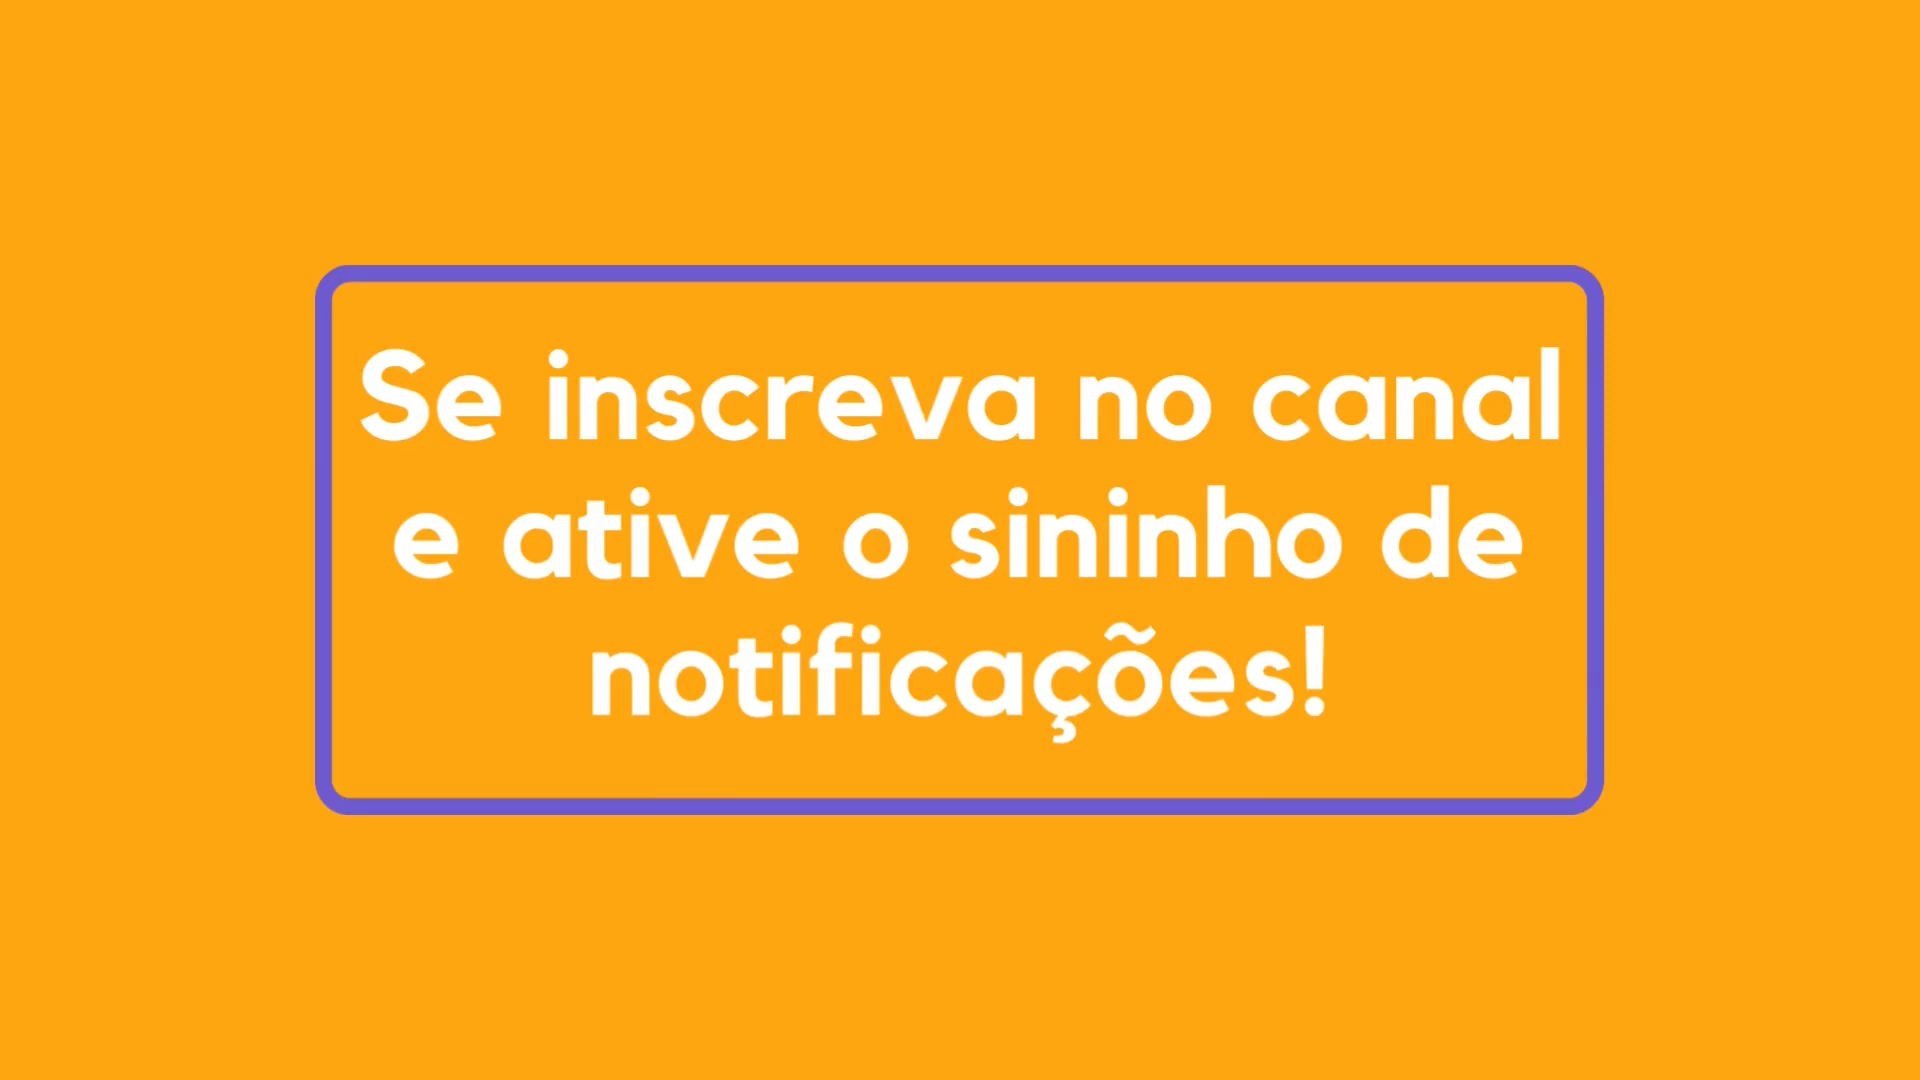 Se inscreva no canal
e ative o sininho de
notificações!